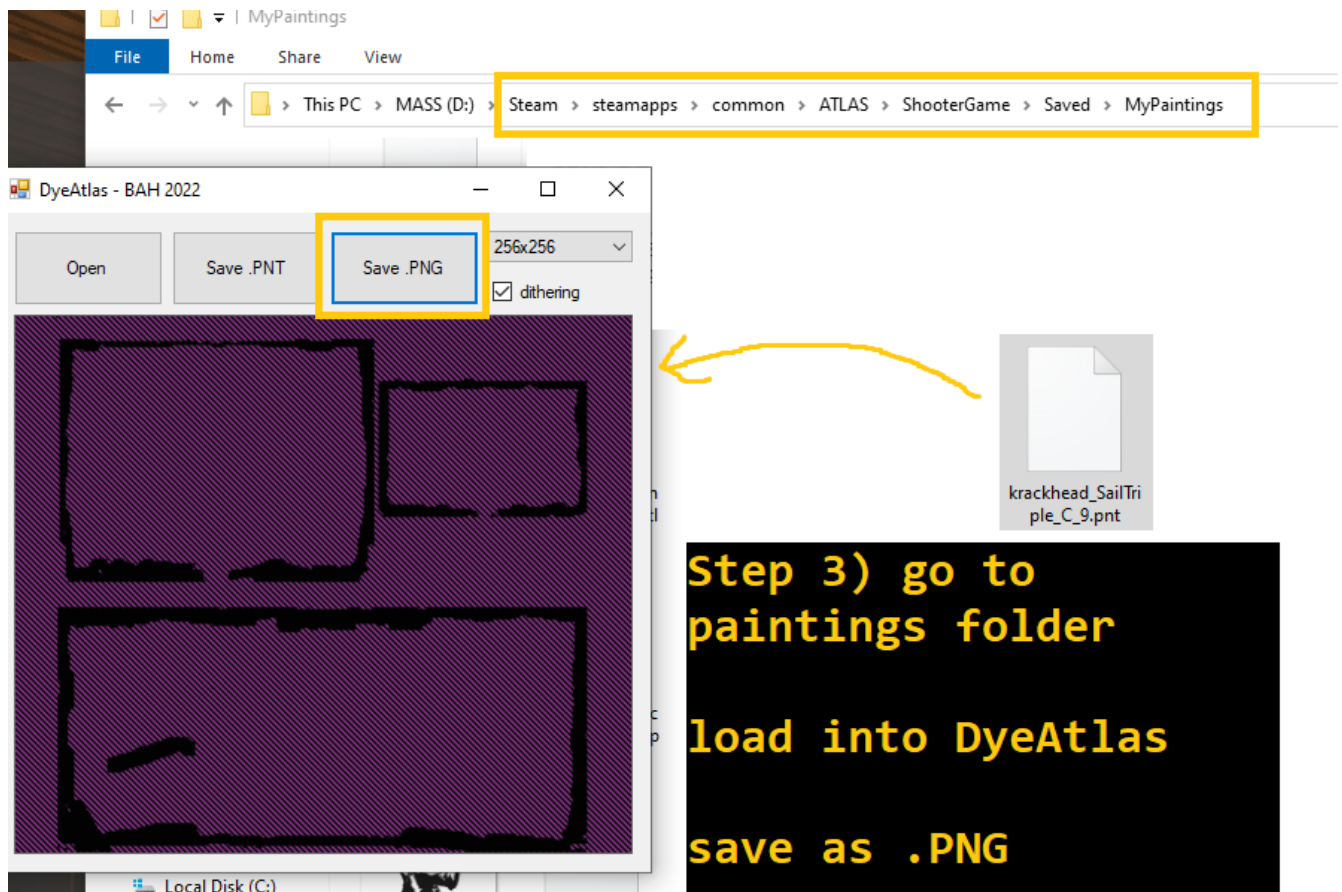 MyPaintings
File Home Share View
This PC > MASS (D:) > Steam > steamapps > common > ATLAS > ShooterGame > Saved > MyPaintings
DyeAtlas - BAH 2022
Open Save .PNT Save .PNG 256x256
dithering
krackhead_SailTri
ple_C_9.pnt
Step 3) go to
paintings folder
load into DyeAtlas
save as .PNG
Local Disk (C:)